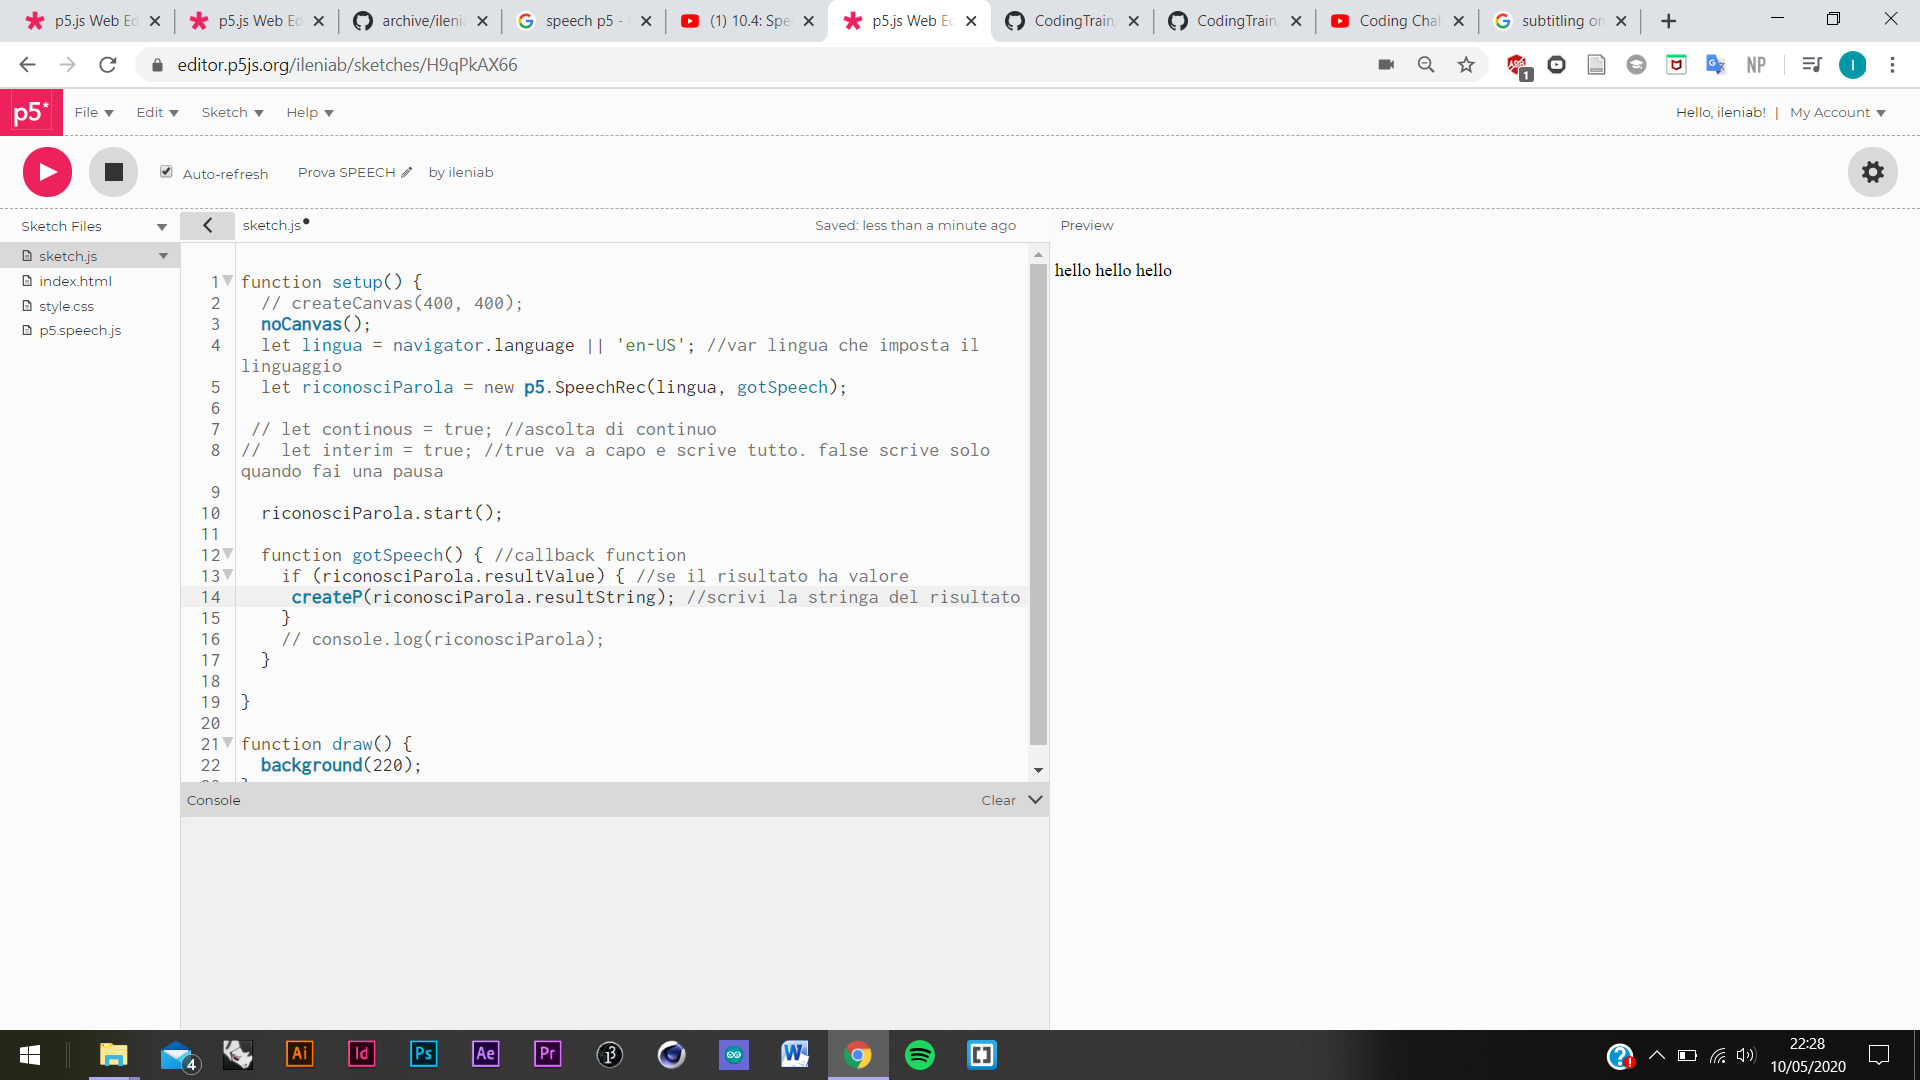 p5.js Web Ed
p5.js Web Ed
archive/ileni
speech p5 -
(1) 10.4: Spe
p5.js Web Ec
CodingTrain/
CodingTrain/
Coding Chal
subtitling on
editor.p5js.org/ileniab/sketches/H9qPkAX66
1
NP
I
p5*
File
Edit
Sketch
Help
Hello, ileniab! | My Account
Auto-refresh
Prova SPEECH
by ileniab
Sketch Files
sketch.js
Saved: less than a minute ago
Preview
sketch.js
index.html
style.css
p5.speech.js
hello hello hello
1 function setup() {
2 // createCanvas(400, 400);
3 noCanvas();
4 let lingua = navigator.language || 'en-US'; //var lingua che imposta il
linguaggio
5 let riconosciParola = new p5.SpeechRec(lingua, gotSpeech);
6
7 // let continous = true; //ascolta di continuo
8 // let interim = true; //true va a capo e scrive tutto. false scrive solo
quando fai una pausa
9
10 riconosciParola.start();
11
12 function gotSpeech() { //callback function
13 if (riconosciParola.resultValue) { //se il risultato ha valore
14 createP(riconosciParola.resultString); //scrivi la stringa del risultato
15 }
16 // console.log(riconosciParola);
17 }
18
19 }
20
21 function draw() {
22 background(220);
Console
Clear
4
Ai
Id
Ps
Ae
Pr
22:28
10/05/2020